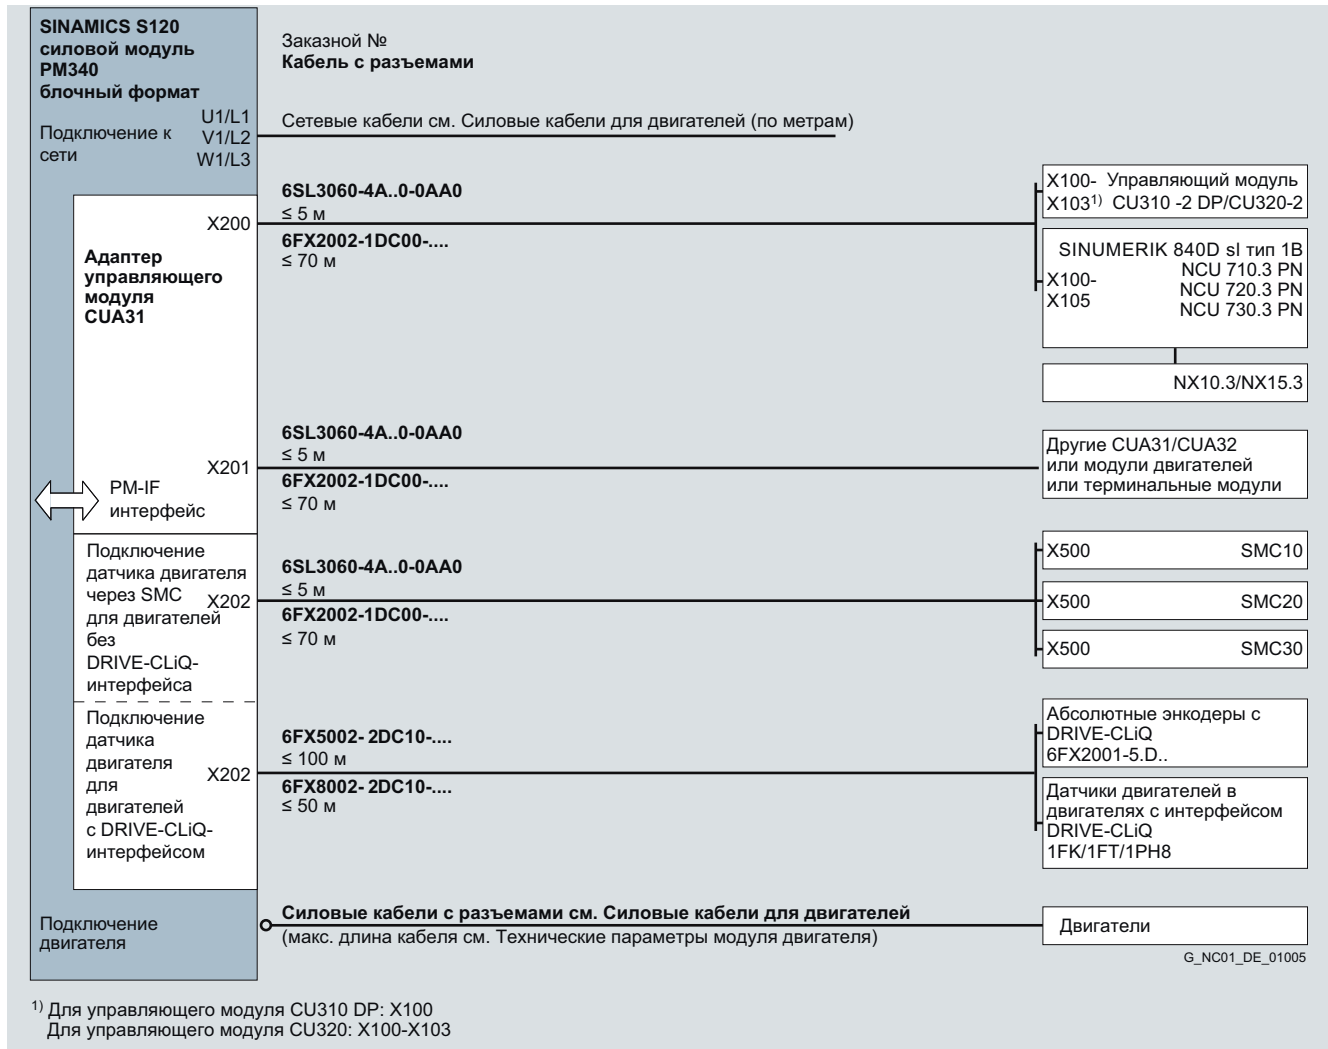 SINAMICS S120
силовой модуль
PM340
блочный формат
Заказной №
Кабель с разъемами
Подключение к
сети
U1/L1
V1/L2
W1/L3
Сетевые кабели см. Силовые кабели для двигателей (по метрам)
Адаптер
управляющего
модуля
CUA31
X200
6SL3060-4A..0-0AA0
≤ 5 м
6FX2002-1DC00-....
≤ 70 м
X100- Управляющий модуль
X103¹⁾ CU310 -2 DP/CU320-2
SINUMERIK 840D sl тип 1B
NCU 710.3 PN
X100-
X105
NCU 720.3 PN
NCU 730.3 PN
NX10.3/NX15.3
X201
6SL3060-4A..0-0AA0
≤ 5 м
6FX2002-1DC00-....
≤ 70 м
Другие CUA31/CUA32
или модули двигателей
или терминальные модули
PM-IF
интерфейс
Подключение
датчика двигателя
через SMC
для двигателей
без
DRIVE-CLiQ-
интерфейса
X202
6SL3060-4A..0-0AA0
≤ 5 м
6FX2002-1DC00-....
≤ 70 м
X500 SMC10
X500 SMC20
X500 SMC30
Подключение
датчика
двигателя
для
двигателей
с DRIVE-CLiQ-
интерфейсом
X202
6FX5002- 2DC10-....
≤ 100 м
6FX8002- 2DC10-....
≤ 50 м
Абсолютные энкодеры с
DRIVE-CLiQ
6FX2001-5.D..
Датчики двигателей в
двигателях с интерфейсом
DRIVE-CLiQ
1FK/1FT/1PH8
Подключение
двигателя
Силовые кабели с разъемами см. Силовые кабели для двигателей
(макс. длина кабеля см. Технические параметры модуля двигателя)
Двигатели
G_NC01_DE_01005
¹⁾ Для управляющего модуля CU310 DP: X100
Для управляющего модуля CU320: X100-X103